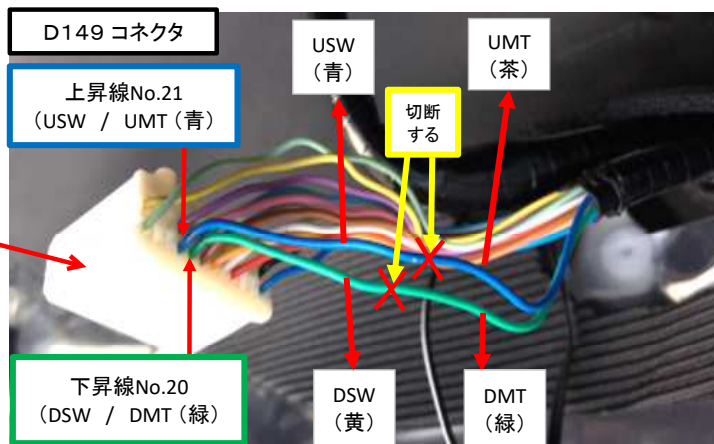 D149 コネクタ
上昇線No.21
(USW / UMT(青)
USW
(青)
切断
する
UMT
(茶)
下昇線No.20
(DSW / DMT(緑)
DSW
(黄)
DMT
(緑)